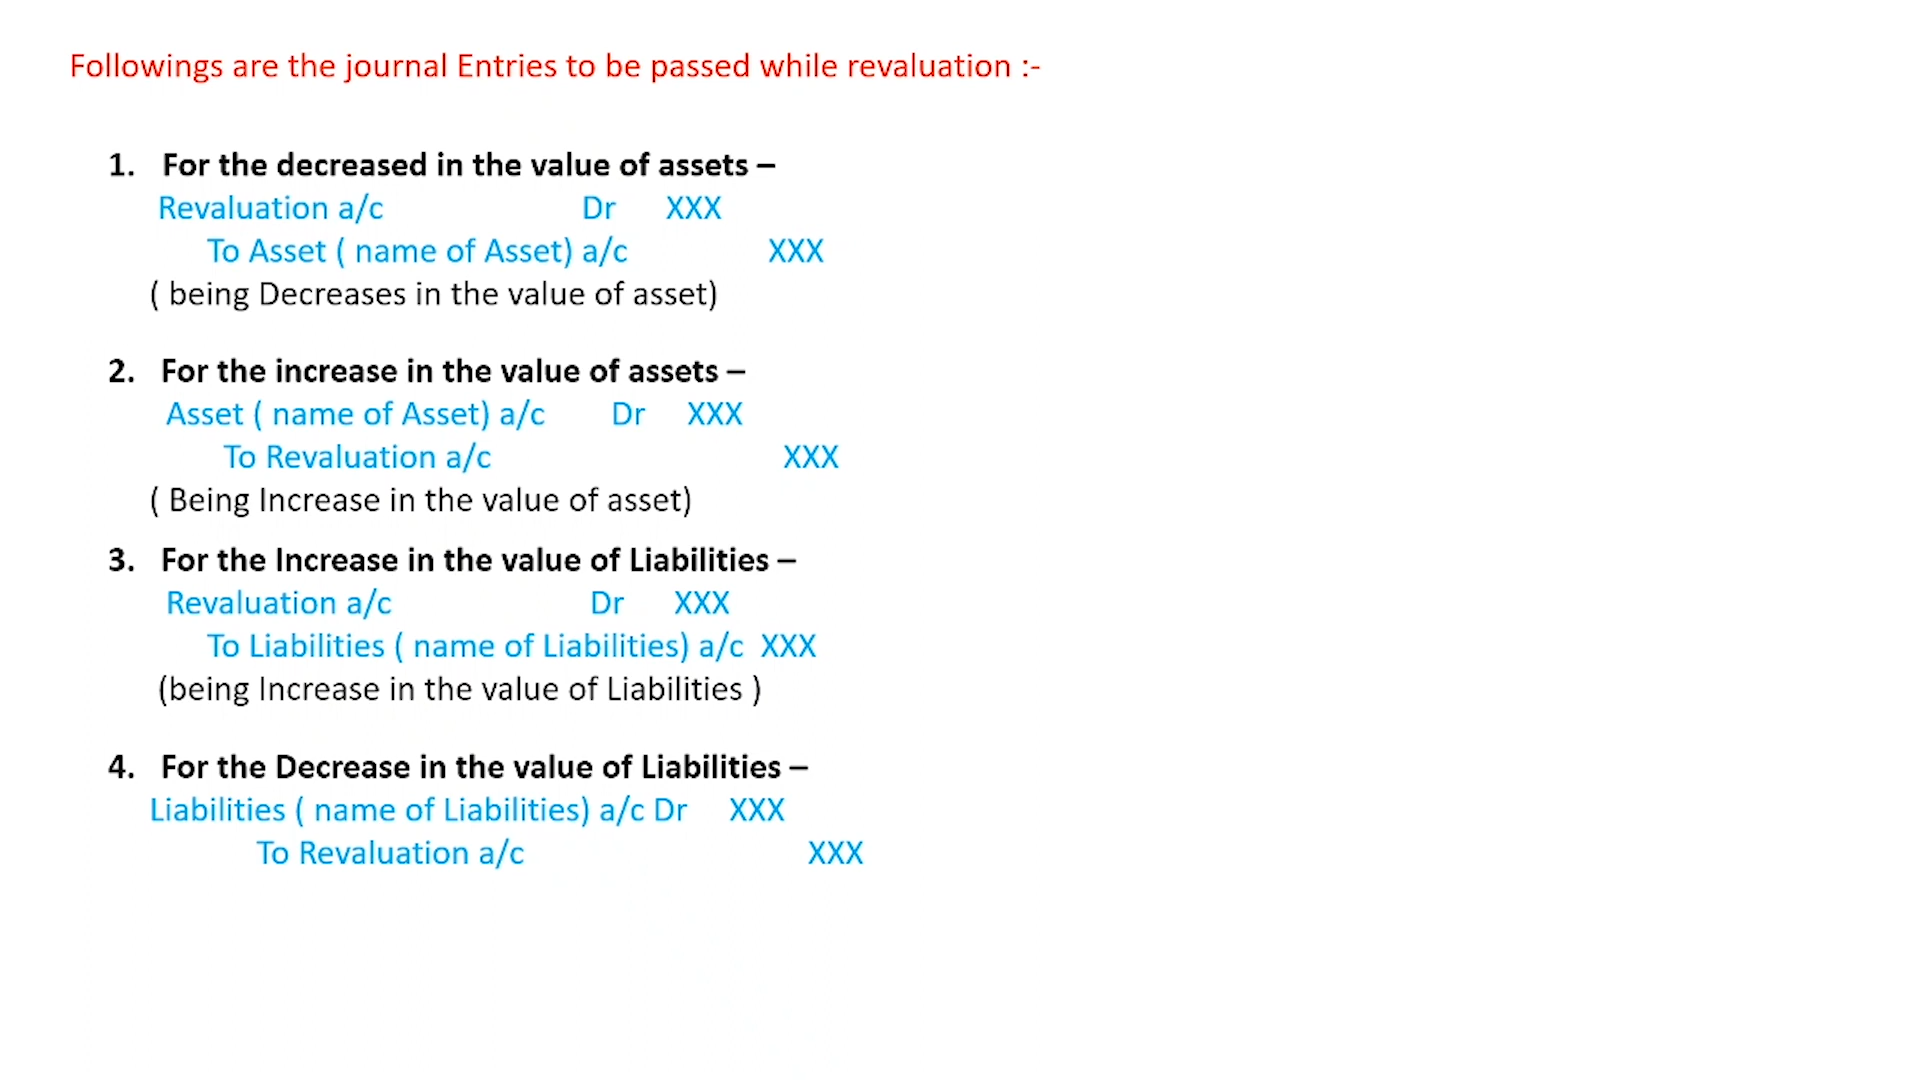 Followings are the journal Entries to be passed while revaluation :-
1. For the decreased in the value of assets –
Revaluation a/c Dr XXX
To Asset ( name of Asset) a/c XXX
( being Decreases in the value of asset)
2. For the increase in the value of assets –
Asset ( name of Asset) a/c Dr XXX
To Revaluation a/c XXX
( Being Increase in the value of asset)
3. For the Increase in the value of Liabilities –
Revaluation a/c Dr XXX
To Liabilities ( name of Liabilities) a/c XXX
(being Increase in the value of Liabilities )
4. For the Decrease in the value of Liabilities –
Liabilities ( name of Liabilities) a/c Dr XXX
To Revaluation a/c XXX